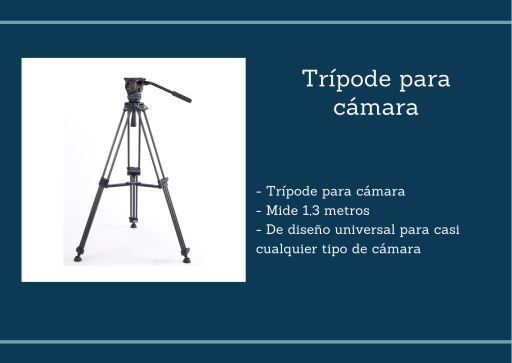 Trípode para
cámara
- Trípode para cámara
- Mide 1,3 metros
- De diseño universal para casi
cualquier tipo de cámara